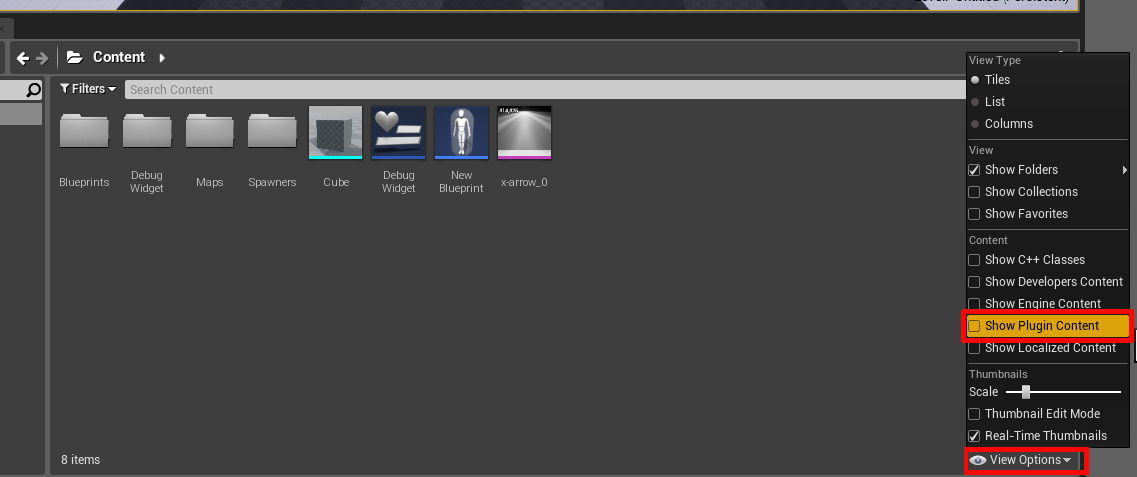 Content
Filters
Search Content
Blueprints
Debug
Widget
Maps
Spawners
Cube
Debug
Widget
New
Blueprint
x-arrow_0
8 items
View Type
Tiles
List
Columns
View
Show Folders
Show Collections
Show Favorites
Content
Show C++ Classes
Show Developers Content
Show Engine Content
Show Plugin Content
Show Localized Content
Thumbnails
Scale
Thumbnail Edit Mode
Real-Time Thumbnails
View Options